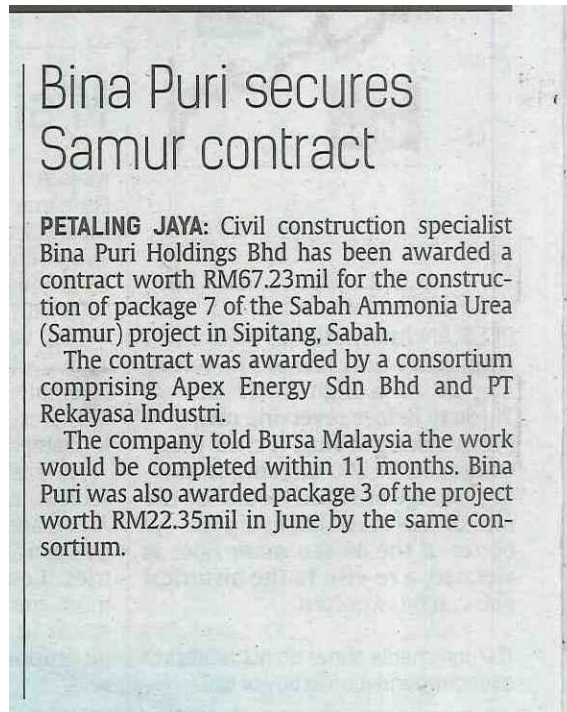 Bina Puri secures
Samur contract
PETALING JAYA: Civil construction specialist
Bina Puri Holdings Bhd has been awarded a
contract worth RM67.23mil for the construc-
tion of package 7 of the Sabah Ammonia Urea
(Samur) project in Sipitang, Sabah.
The contract was awarded by a consortium
comprising Apex Energy Sdn Bhd and PT
Rekayasa Industri.
The company told Bursa Malaysia the work
would be completed within 11 months. Bina
Puri was also awarded package 3 of the project
worth RM22.35mil in June by the same con-
sortium.